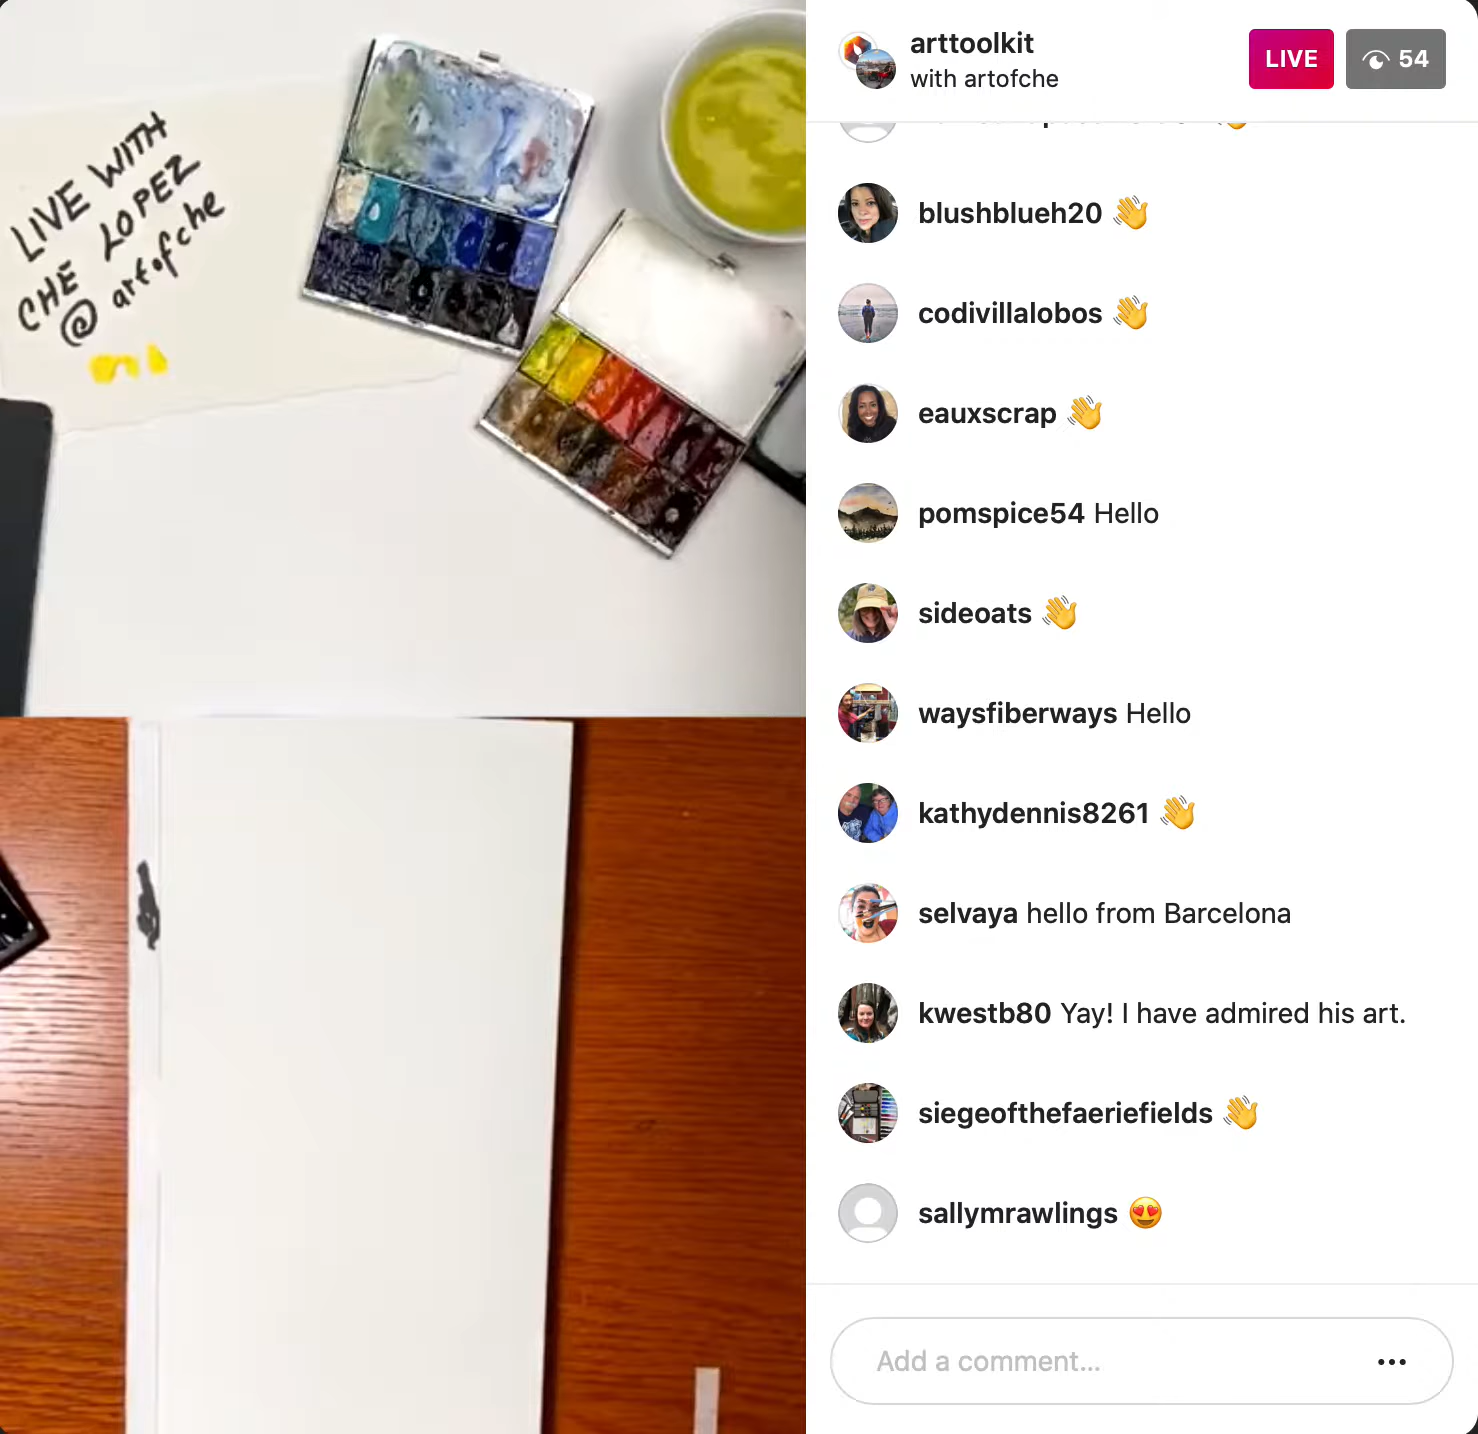 LIVE WITH
CHE LOPEZ
@artofche
arttoolkit
with artofche
LIVE
54
blushblueh20 👋
codivillalobos 👋
eauxscrap 👋
pomspice54 Hello
sideoats 👋
waysfiberways Hello
kathydennis8261 👋
selvaya hello from Barcelona
kwestb80 Yay! I have admired his art.
siegeofthefaeriefields 👋
sallymrawlings 😍
Add a comment...